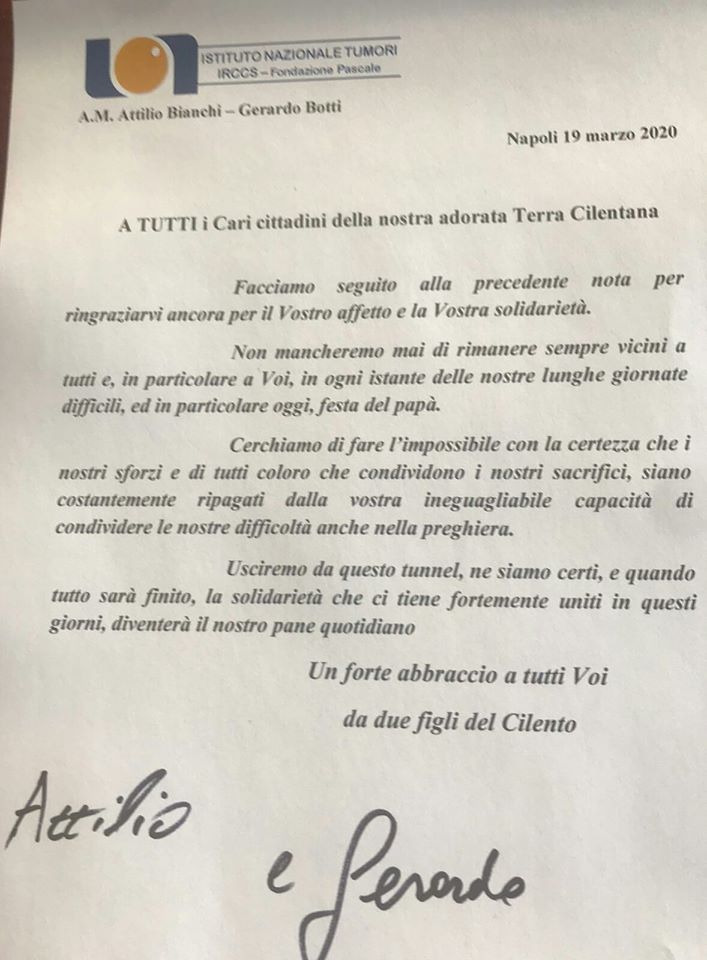 ISTITUTO NAZIONALE TUMORI
IRCCS – Fondazione Pascale
A.M. Attilio Bianchi – Gerardo Botti
Napoli 19 marzo 2020
A TUTTI i Cari cittadini della nostra adorata Terra Cilentana
Facciamo seguito alla precedente nota per
ringraziarvi ancora per il Vostro affetto e la Vostra solidarietà.
Non mancheremo mai di rimanere sempre vicini a
tutti e, in particolare a Voi, in ogni istante delle nostre lunghe giornate
difficili, ed in particolare oggi, festa del papà.
Cerchiamo di fare l'impossibile con la certezza che i
nostri sforzi e di tutti coloro che condividono i nostri sacrifici, siano
costantemente ripagati dalla vostra ineguagliabile capacità di
condividere le nostre difficoltà anche nella preghiera.
Usciremo da questo tunnel, ne siamo certi, e quando
tutto sarà finito, la solidarietà che ci tiene fortemente uniti in questi
giorni, diventerà il nostro pane quotidiano
Un forte abbraccio a tutti Voi
da due figli del Cilento
Attilio
e Gerardo